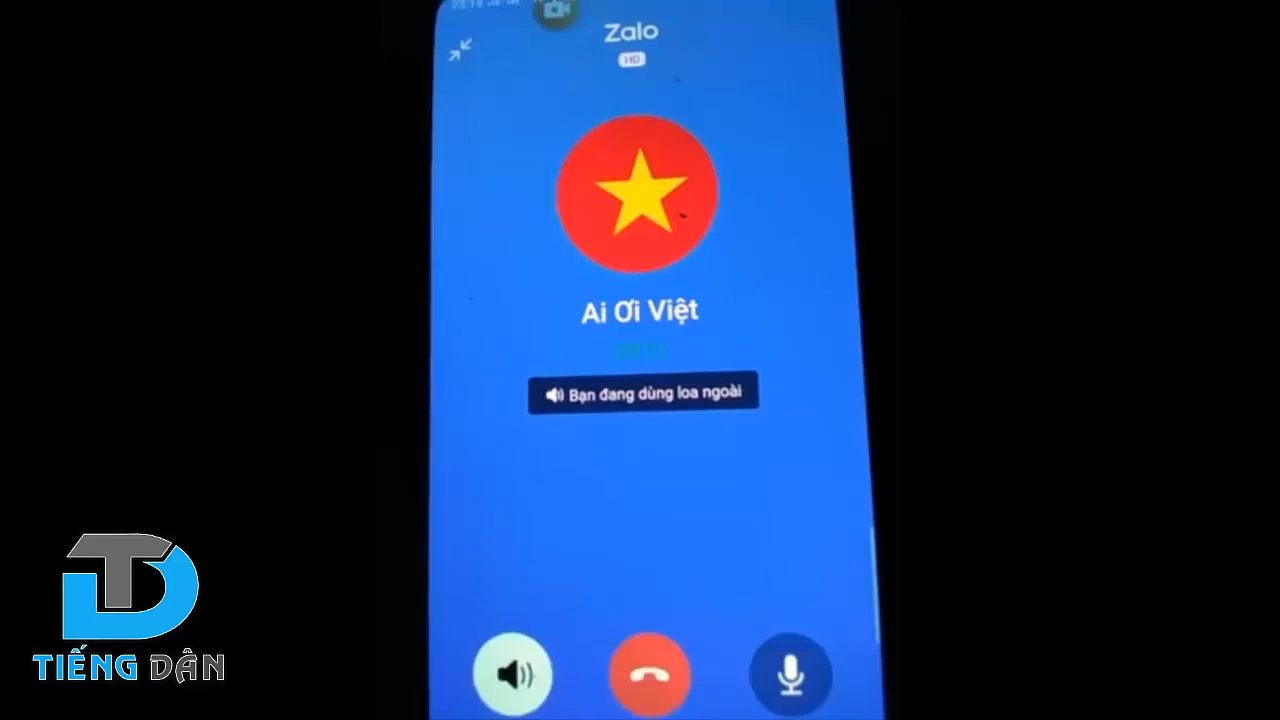 Zalo
HD
Ai Ơi Việt
Bạn đang dùng loa ngoài
TIẾNG DÂN